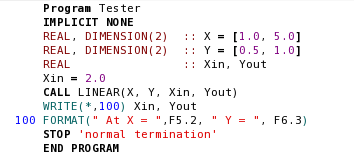 Program Tester
IMPLICIT NONE
REAL, DIMENSION(2)  :: X = [1.0, 5.0]
REAL, DIMENSION(2)  :: Y = [0.5, 1.0]
REAL                :: Xin, Yout
Xin = 2.0
CALL LINEAR(X, Y, Xin, Yout)
WRITE(*,100) Xin, Yout
100 FORMAT(" At X = ",F5.2, " Y = ", F6.3)
STOP 'normal termination'
END PROGRAM